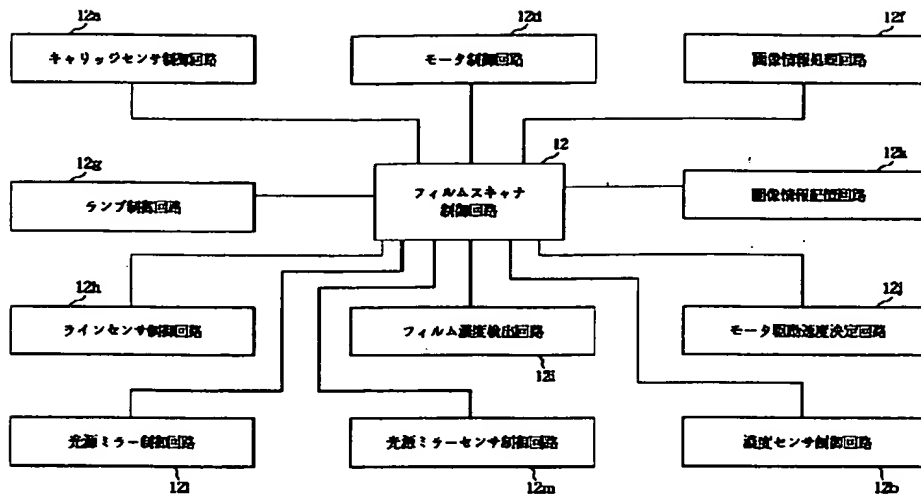 12a
12d
12f
キャリッジセンサ制御回路
モータ制御回路
画像情報処理回路
12g
12
12k
ランプ制御回路
フィルムスキャナ
制御回路
画像情報記憶回路
12h
12j
ラインセンサ制御回路
フィルム濃度検出回路
モータ駆動速度決定回路
12i
光源ミラー制御回路
光源ミラーセンサ制御回路
濃度センサ制御回路
12l
12m
12b